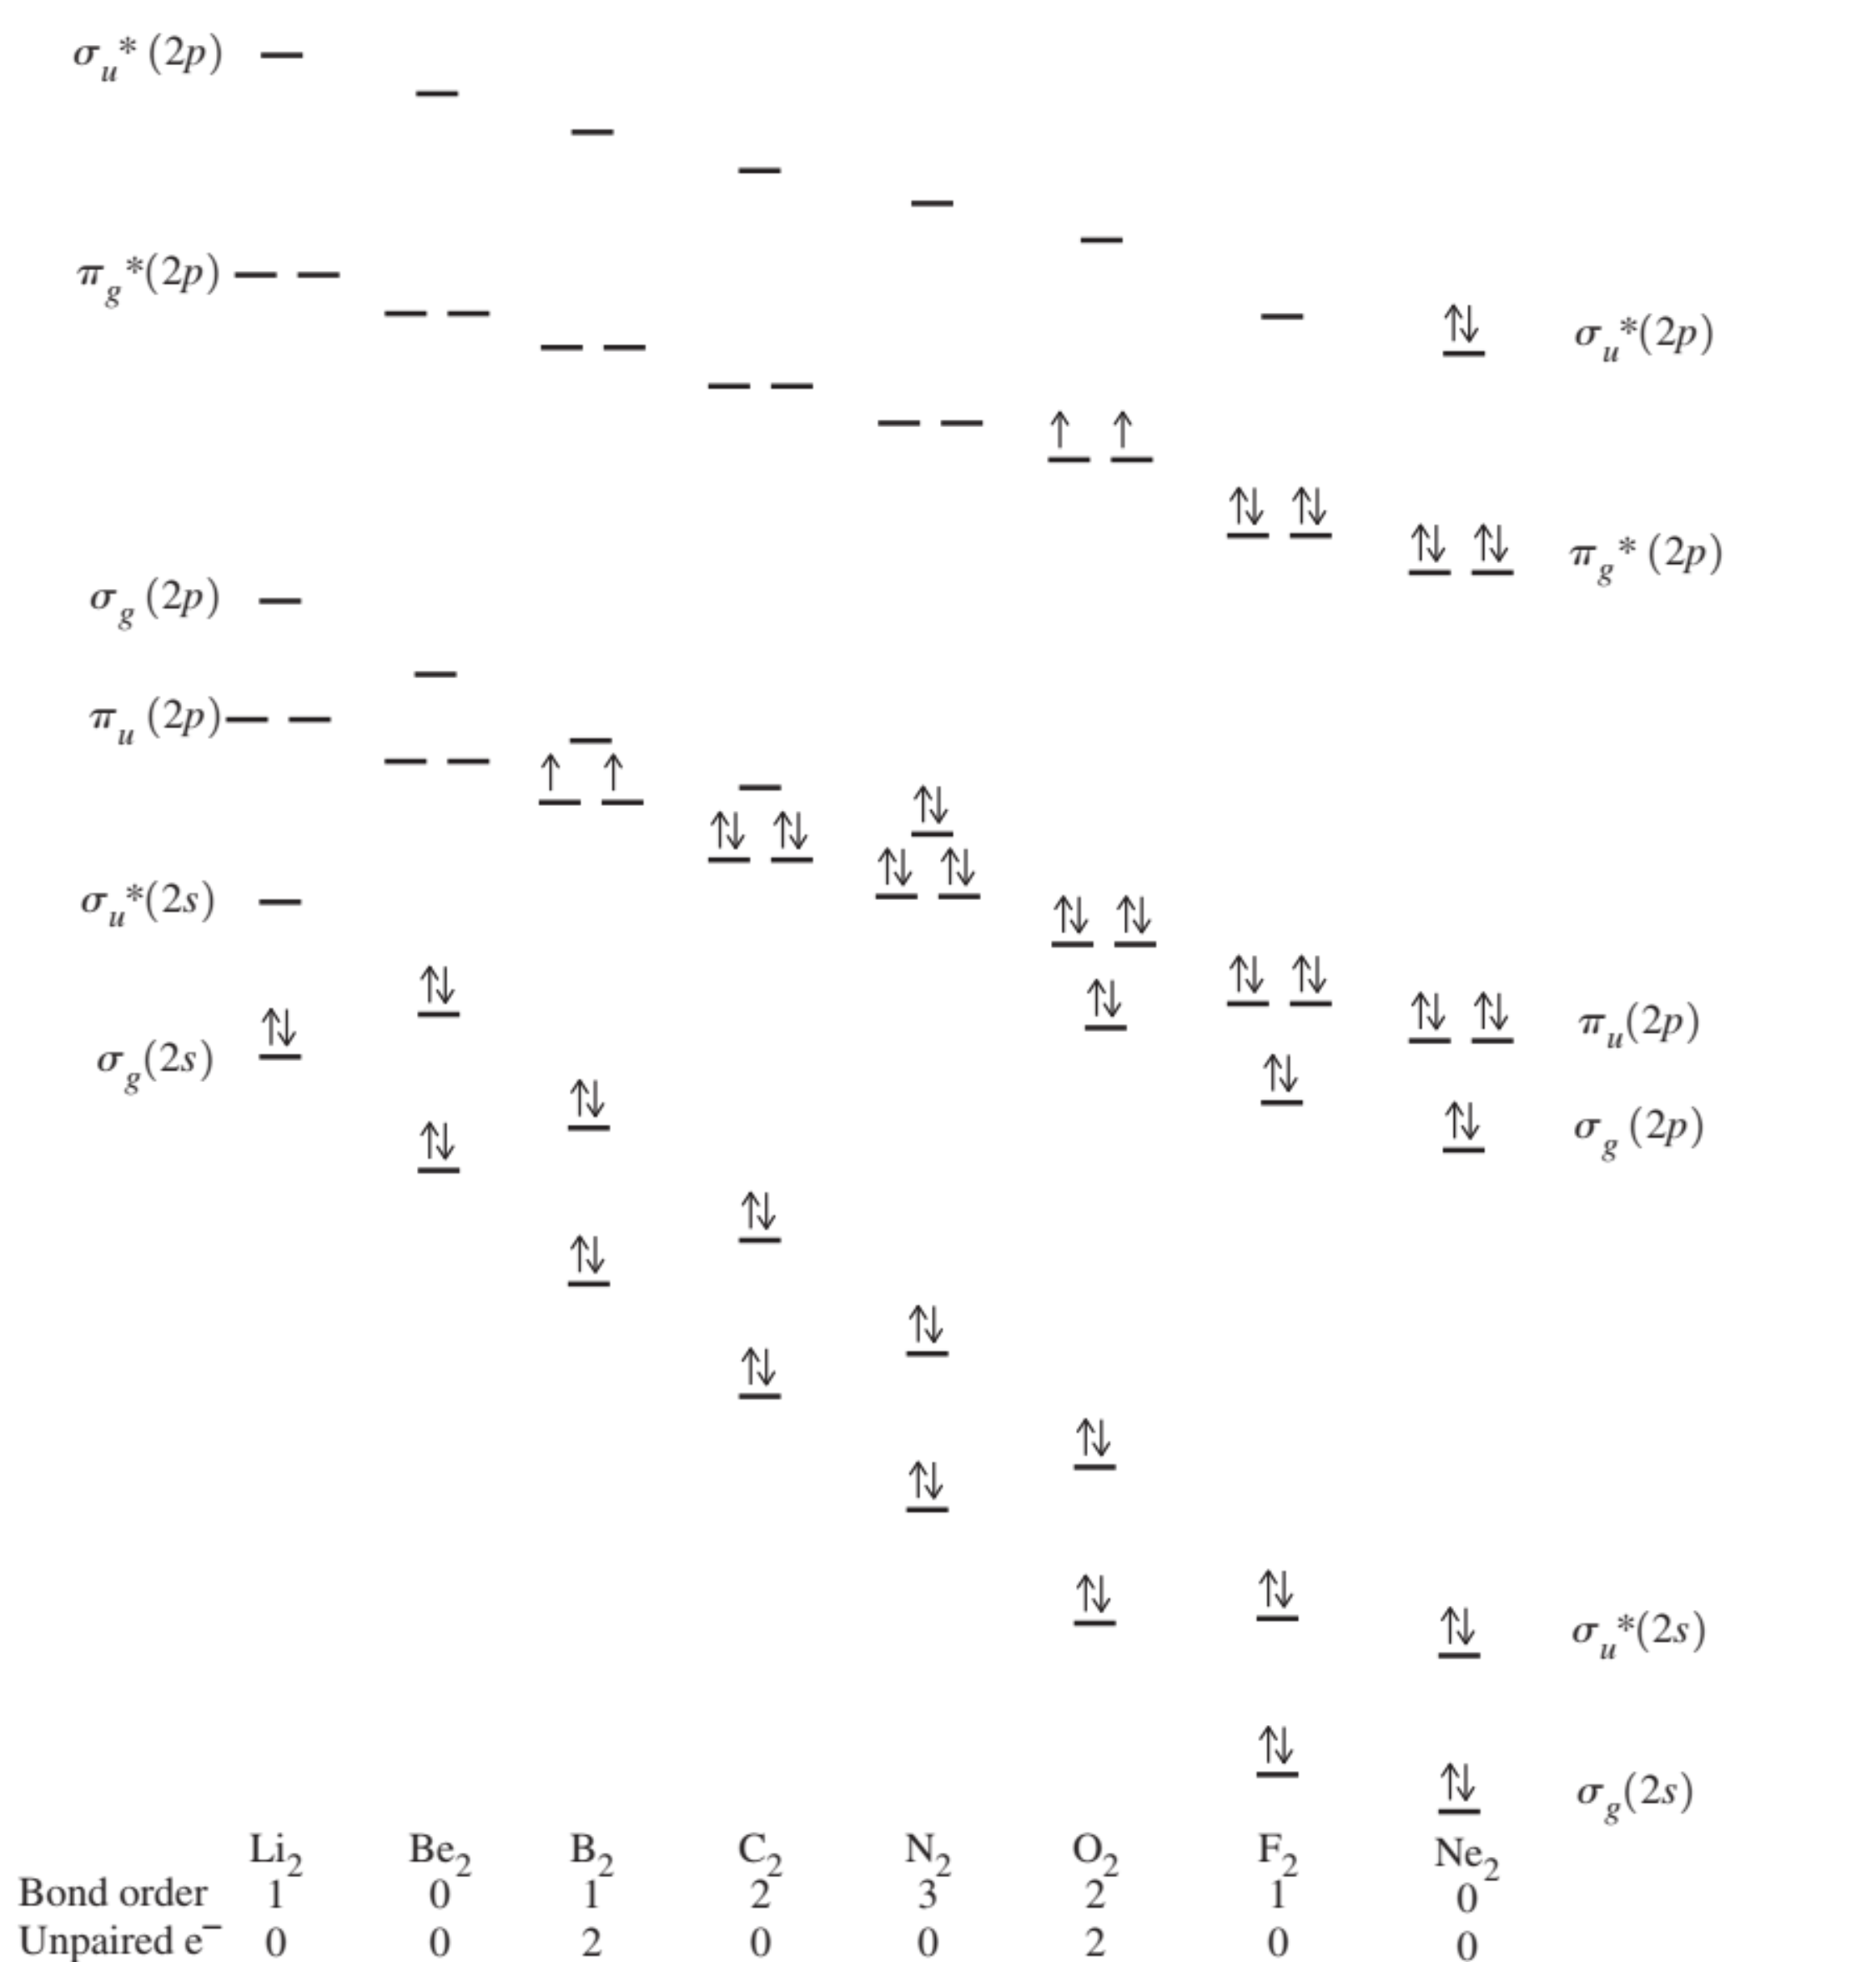 σu* (2p)
πg*(2p)
σu*(2p)
πg* (2p)
σg (2p)
πu (2p)
σu*(2s)
σg(2s)
πu(2p)
σg (2p)
σu*(2s)
σg(2s)
Li2 Be2 B2 C2 N2 O2 F2 Ne2
Bond order 1 0 1 2 3 2 1 0
Unpaired e− 0 0 2 0 0 2 0 0